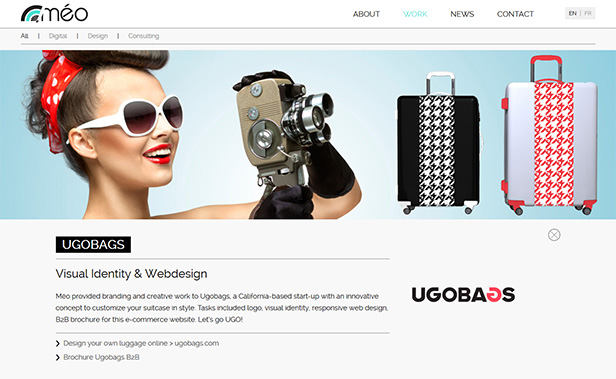 méo
ABOUT WORK NEWS CONTACT EN | FR
All | Digital | Design | Consulting
UGOBAGS
Visual Identity & Webdesign
Méo provided branding and creative work to Ugobags, a California-based start-up with an innovative
concept to customize your suitcase in style. Tasks included logo, visual identity, responsive web design,
B2B brochure for this e-commerce website. Let's go UGO!
UGOBAGS
Design your own luggage online > ugobags.com
Brochure Ugobags B2B